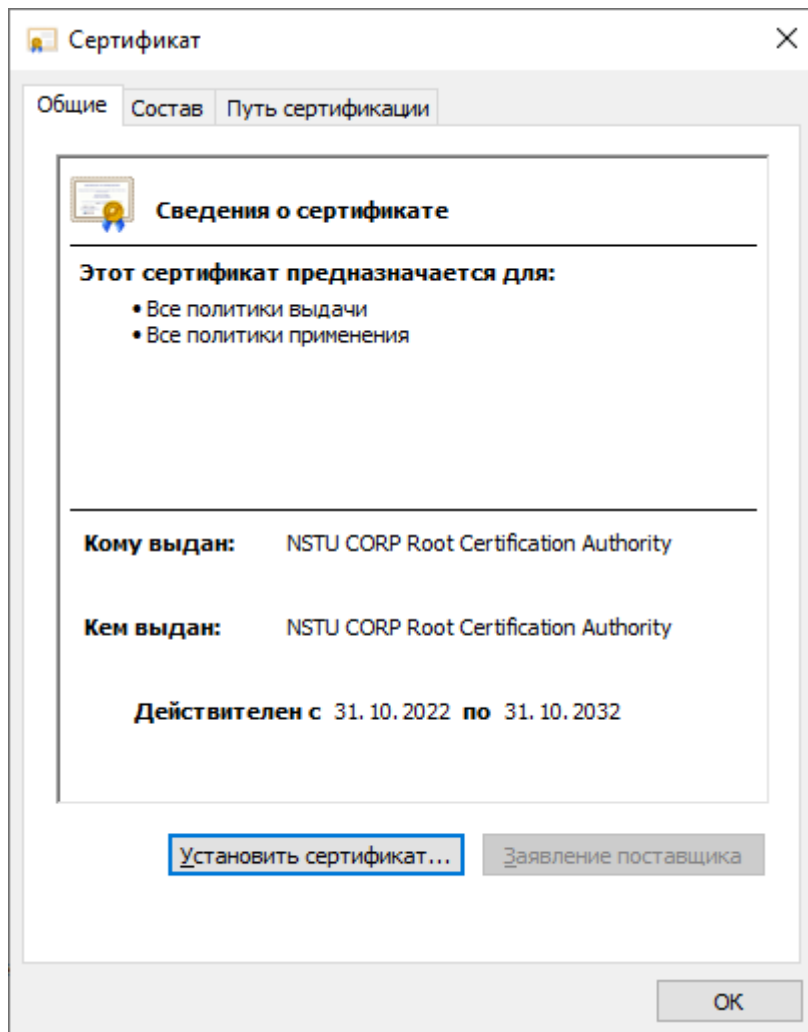 Сертификат
Общие Состав Путь сертификации
Сведения о сертификате
Этот сертификат предназначается для:
• Все политики выдачи
• Все политики применения
Кому выдан: NSTU CORP Root Certification Authority
Кем выдан: NSTU CORP Root Certification Authority
Действителен с 31.10.2022 по 31.10.2032
Установить сертификат... Заявление поставщика
ОК